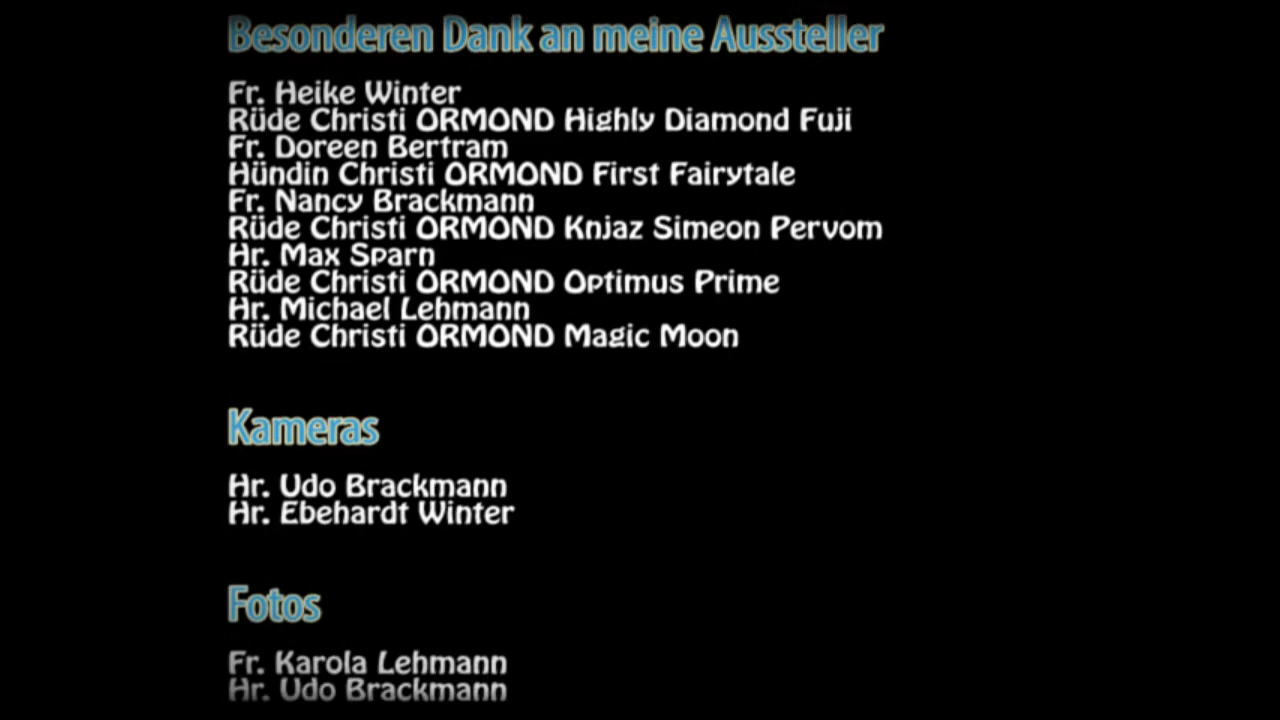 Besonderen Dank an meine Aussteller
Fr. Heike Winter
Rüde Christi ORMOND Highly Diamond Fuji
Fr. Doreen Bertram
Hündin Christi ORMOND First Fairytale
Fr. Nancy Brackmann
Rüde Christi ORMOND Knjaz Simeon Pervom
Hr. Max Sparn
Rüde Christi ORMOND Optimus Prime
Hr. Michael Lehmann
Rüde Christi ORMOND Magic Moon
Kameras
Hr. Udo Brackmann
Hr. Ebehardt Winter
Fotos
Fr. Karola Lehmann
Hr. Udo Brackmann